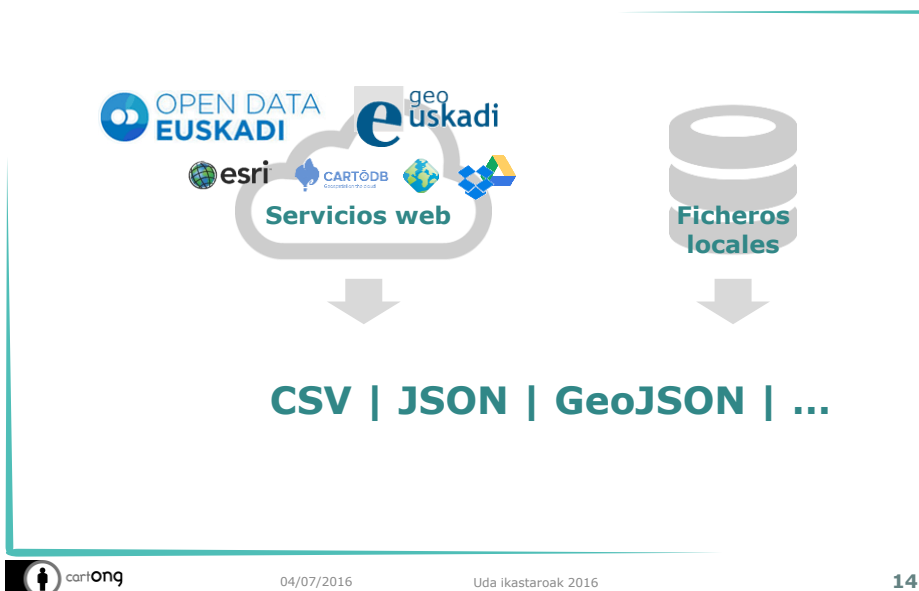 OPEN DATA
EUSKADI
geo
euskadi
esri
CARTODB
Servicios web
Ficheros
locales
CSV | JSON | GeoJSON | ...
cartong
04/07/2016
Uda ikastaroak 2016
14